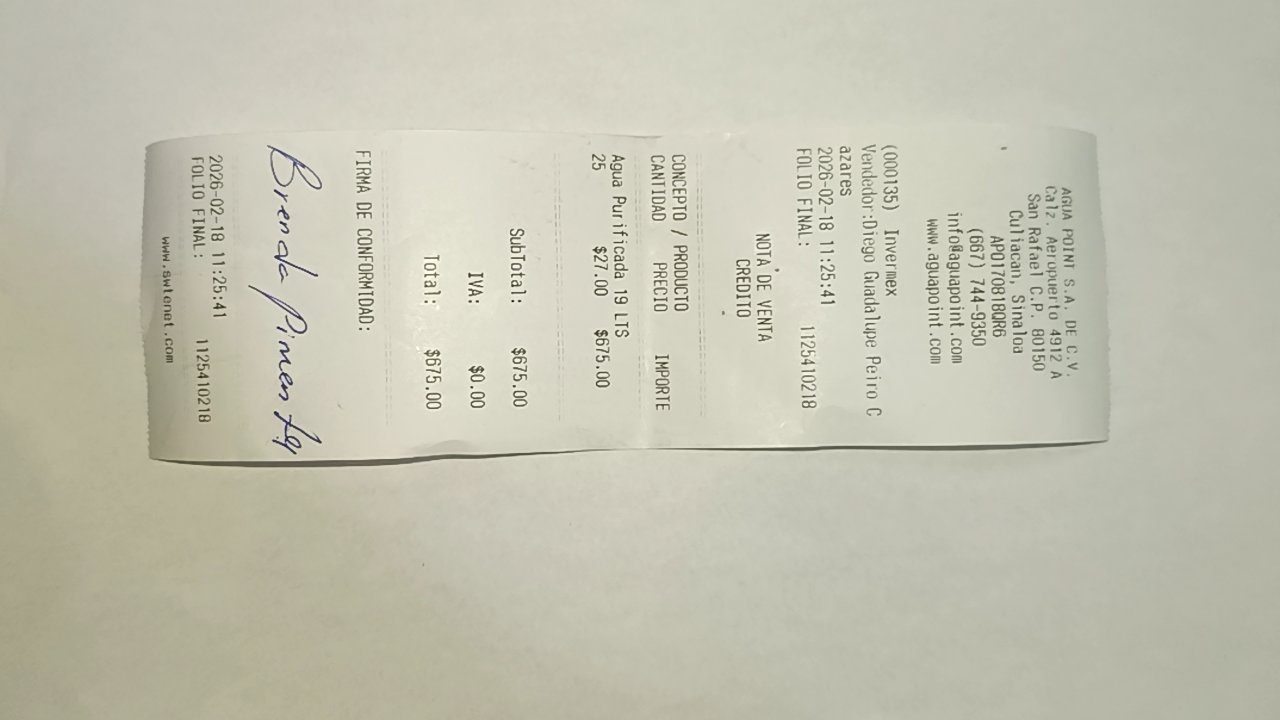 AGUA POINT S.A. DE C.V.
Calz. Aeropuerto 4912 A
San Rafael C.P. 80150
Culiacan, Sinaloa
APO170818QR6
(667) 744-9350
info@aguapoint.com
www.aguapoint.com
(000135) Invermex
Vendedor:Diego Guadalupe Peiro C
azares
2026-02-18 11:25:41
FOLIO FINAL: 1125410218
NOTA DE VENTA
CREDITO
CONCEPTO / PRODUCTO
CANTIDAD PRECIO IMPORTE
Agua Purificada 19 LTS
25 $27.00 $675.00
SubTotal: $675.00
IVA: $0.00
Total: $675.00
FIRMA DE CONFORMIDAD:
Brenda Pimentel
2026-02-18 11:25:41
FOLIO FINAL: 1125410218
www.swtenet.com